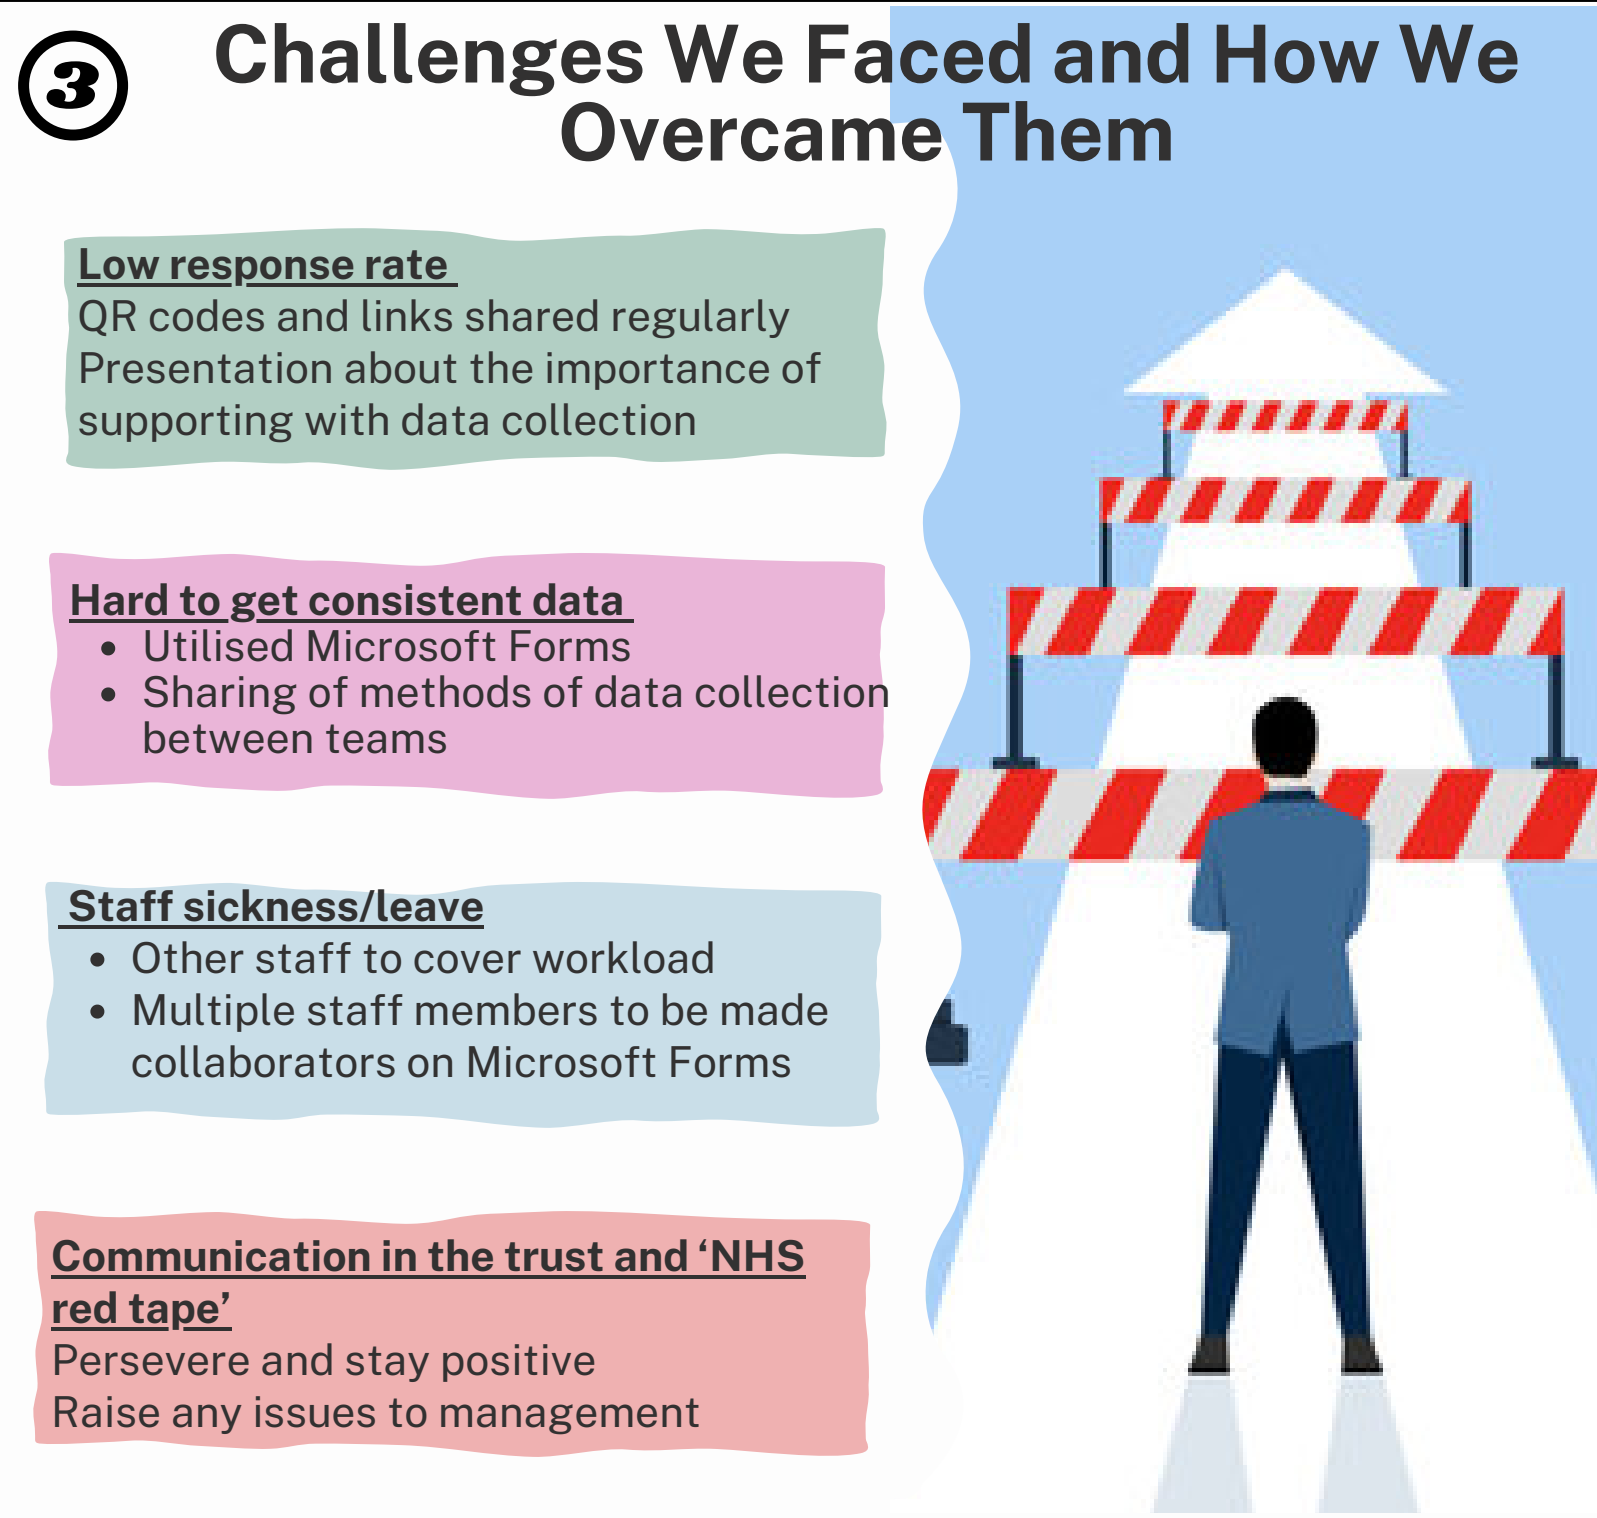 3
Challenges We Faced and How We
Overcame Them
Low response rate
QR codes and links shared regularly
Presentation about the importance of
supporting with data collection
Hard to get consistent data
• Utilised Microsoft Forms
• Sharing of methods of data collection
between teams
Staff sickness/leave
• Other staff to cover workload
• Multiple staff members to be made
collaborators on Microsoft Forms
Communication in the trust and ‘NHS
red tape’
Persevere and stay positive
Raise any issues to management